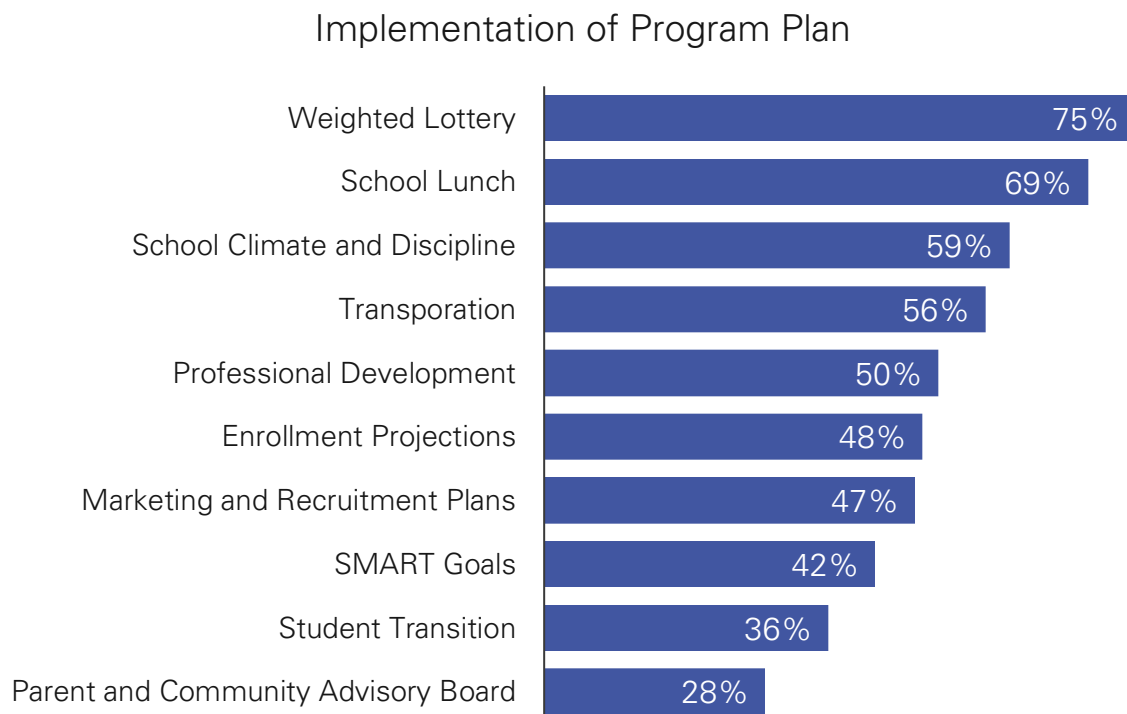 Implementation of Program Plan
Weighted Lottery 75%
School Lunch 69%
School Climate and Discipline 59%
Transporation 56%
Professional Development 50%
Enrollment Projections 48%
Marketing and Recruitment Plans 47%
SMART Goals 42%
Student Transition 36%
Parent and Community Advisory Board 28%